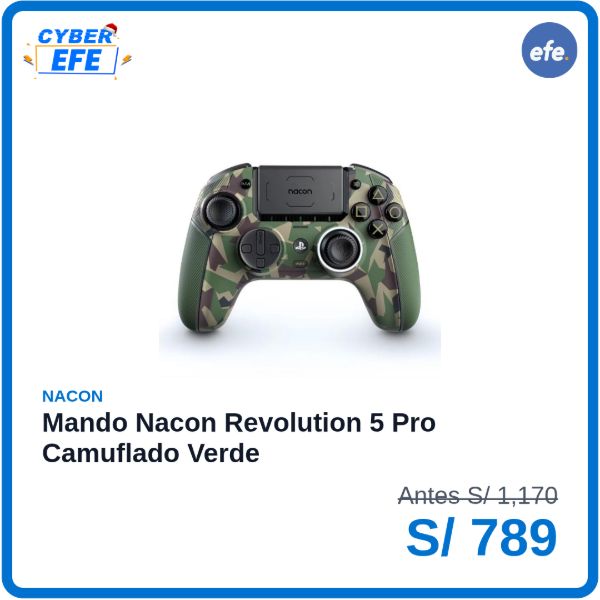 CYBER
EFE
efe.
nacon
NACON
Mando Nacon Revolution 5 Pro
Camuflado Verde
Antes S/ 1,170
S/ 789